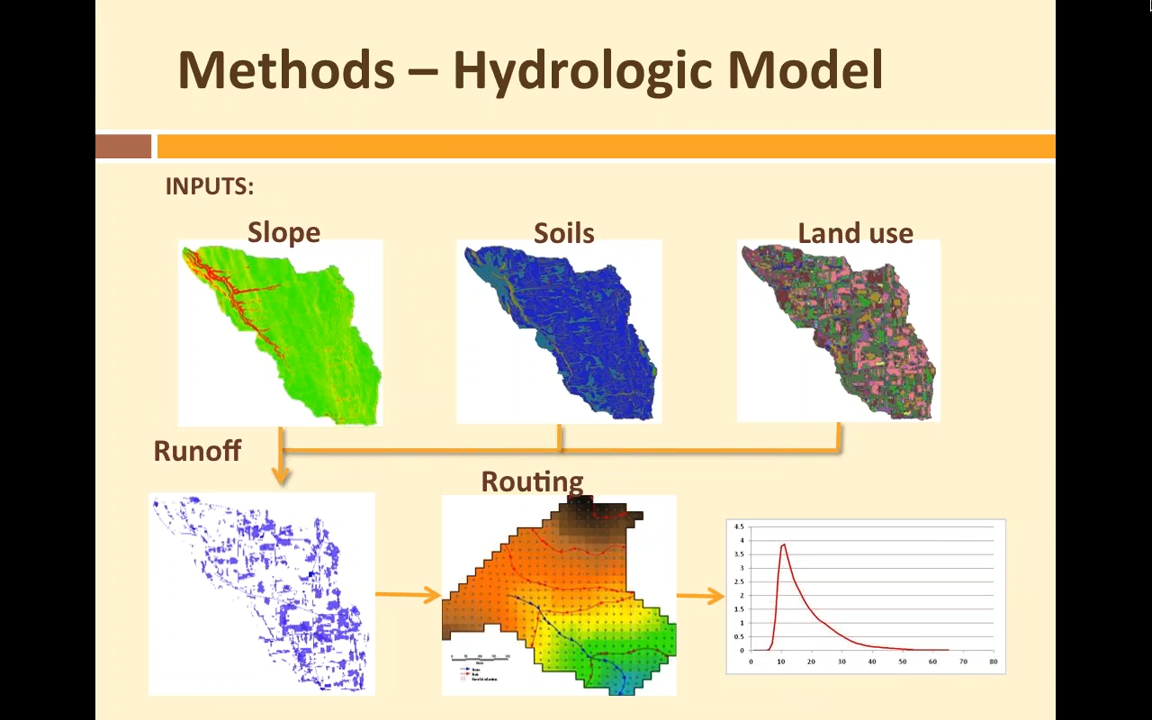 Methods – Hydrologic Model
INPUTS:
Slope
Soils
Land use
Runoff
Routing
4.5
4
3.5
3
2.5
2
1.5
1
0.5
0
0 10 20 30 40 50 60 70 80